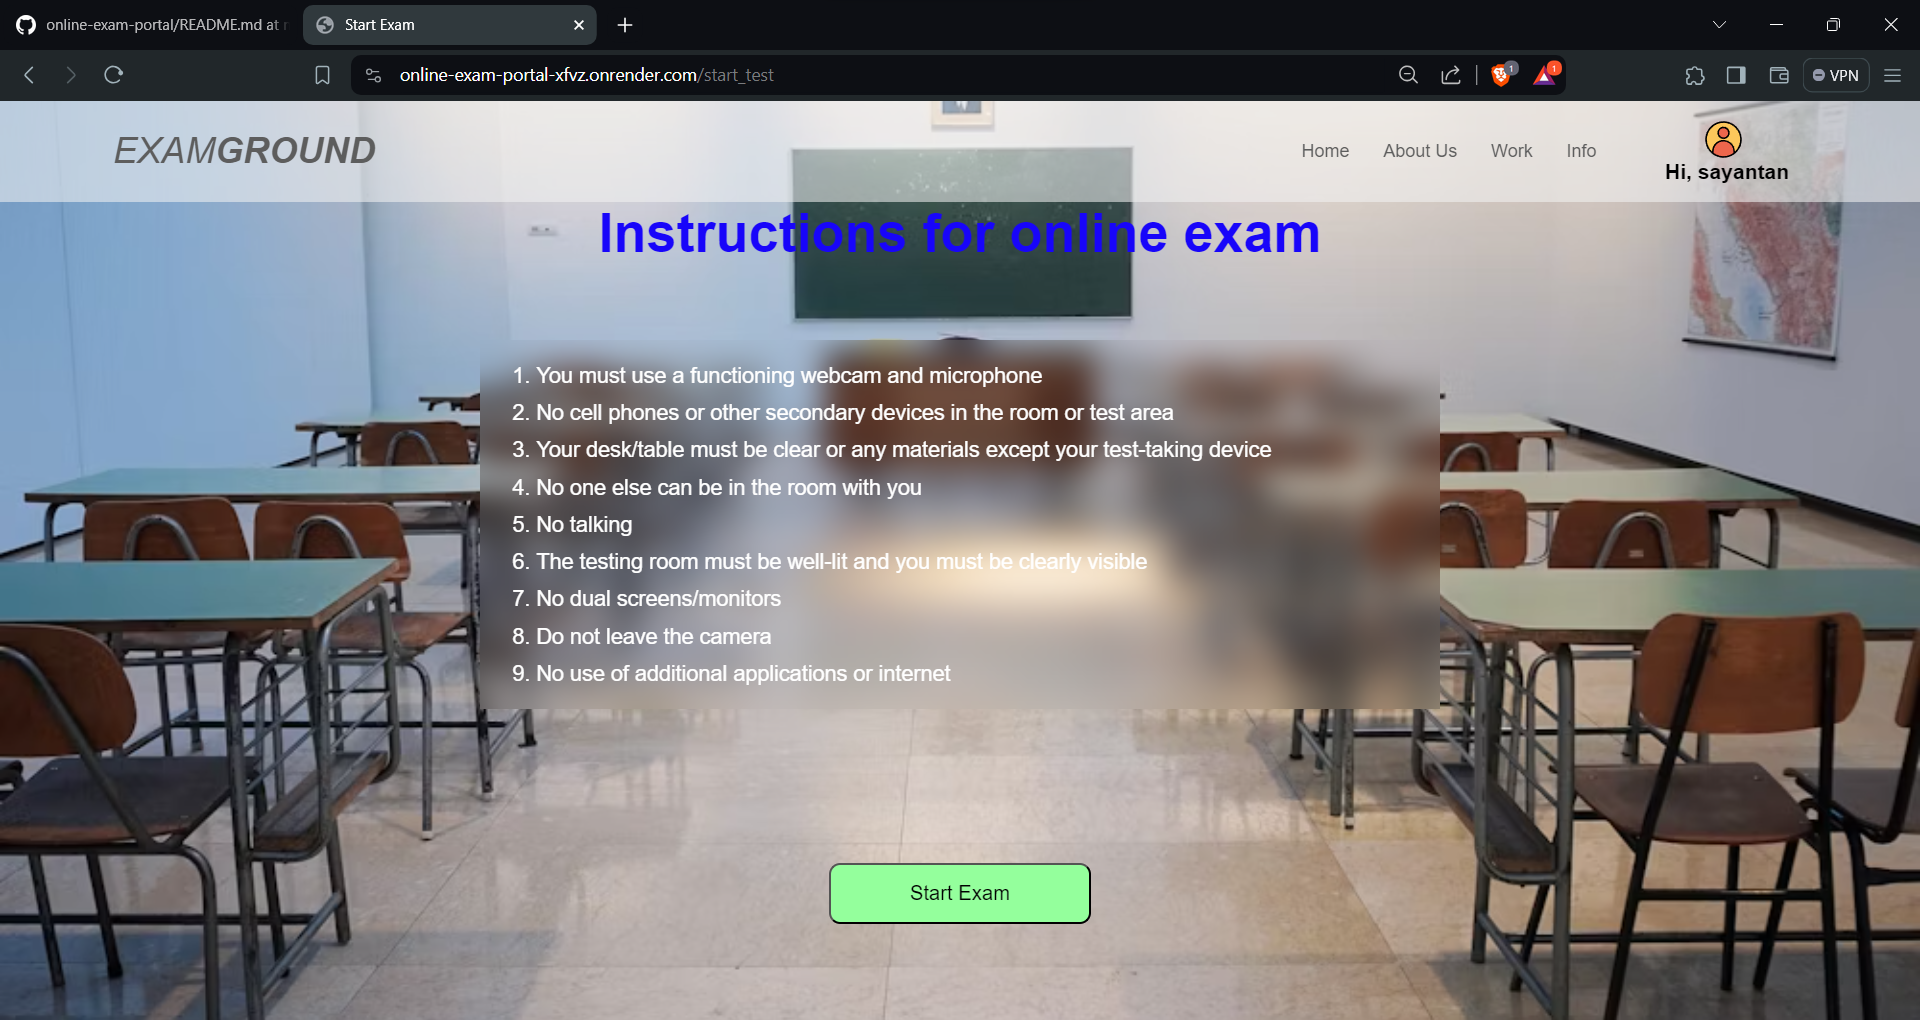 online-exam-portal/README.md at
Start Exam
online-exam-portal-xfvz.onrender.com/start_test
1
1
VPN
EXAMGROUND
Home
About Us
Work
Info
Hi, sayantan
Instructions for online exam
1. You must use a functioning webcam and microphone
2. No cell phones or other secondary devices in the room or test area
3. Your desk/table must be clear or any materials except your test-taking device
4. No one else can be in the room with you
5. No talking
6. The testing room must be well-lit and you must be clearly visible
7. No dual screens/monitors
8. Do not leave the camera
9. No use of additional applications or internet
Start Exam